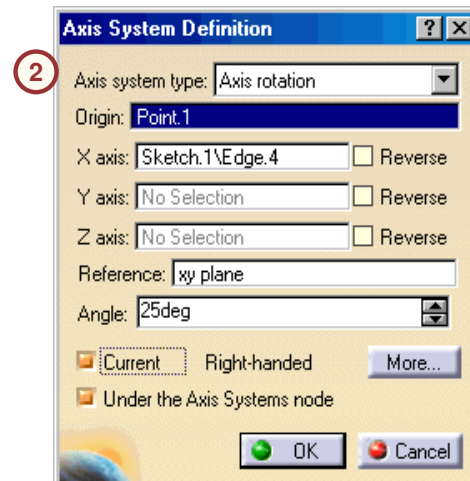 Axis System Definition ? X
2
Axis system type: Axis rotation
Origin: Point.1
X axis: Sketch.1\Edge.4 Reverse
Y axis: No Selection Reverse
Z axis: No Selection Reverse
Reference: xy plane
Angle: 25deg
Current Right-handed More...
Under the Axis Systems node
OK Cancel